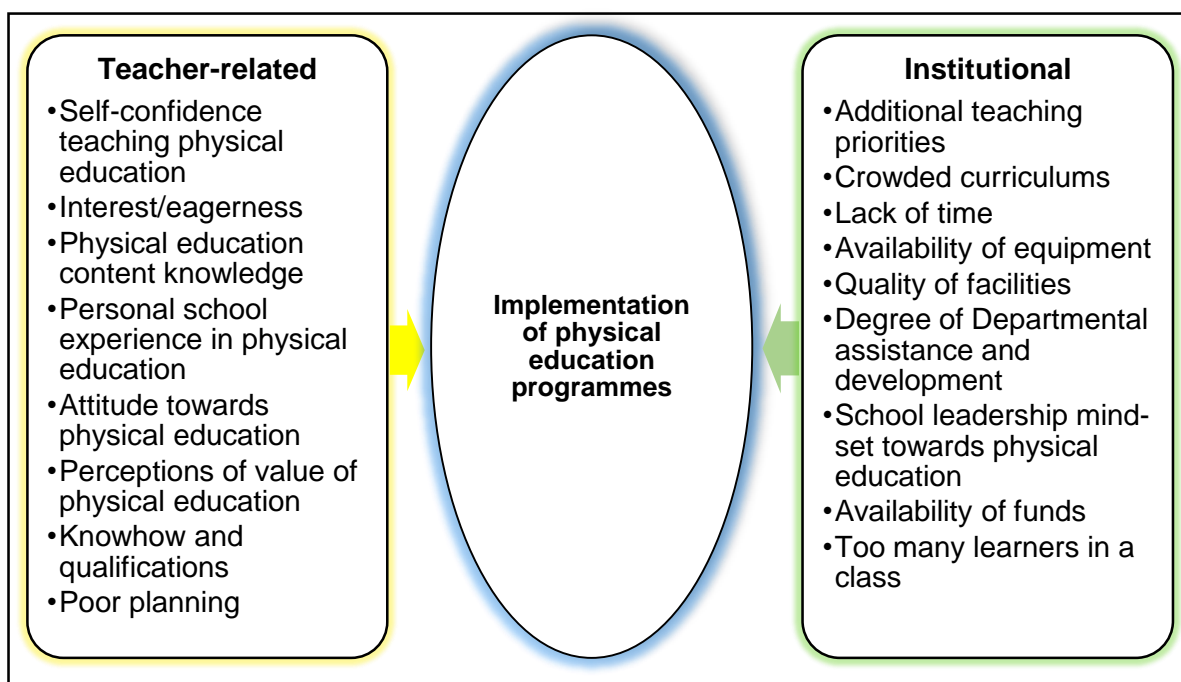 Teacher-related
•Self-confidence
teaching physical
education
•Interest/eagerness
•Physical education
content knowledge
•Personal school
experience in physical
education
•Attitude towards
physical education
•Perceptions of value of
physical education
•Knowhow and
qualifications
•Poor planning
Implementation
of physical
education
programmes
Institutional
•Additional teaching
priorities
•Crowded curriculums
•Lack of time
•Availability of equipment
•Quality of facilities
•Degree of Departmental
assistance and
development
•School leadership mind-
set towards physical
education
•Availability of funds
•Too many learners in a
class